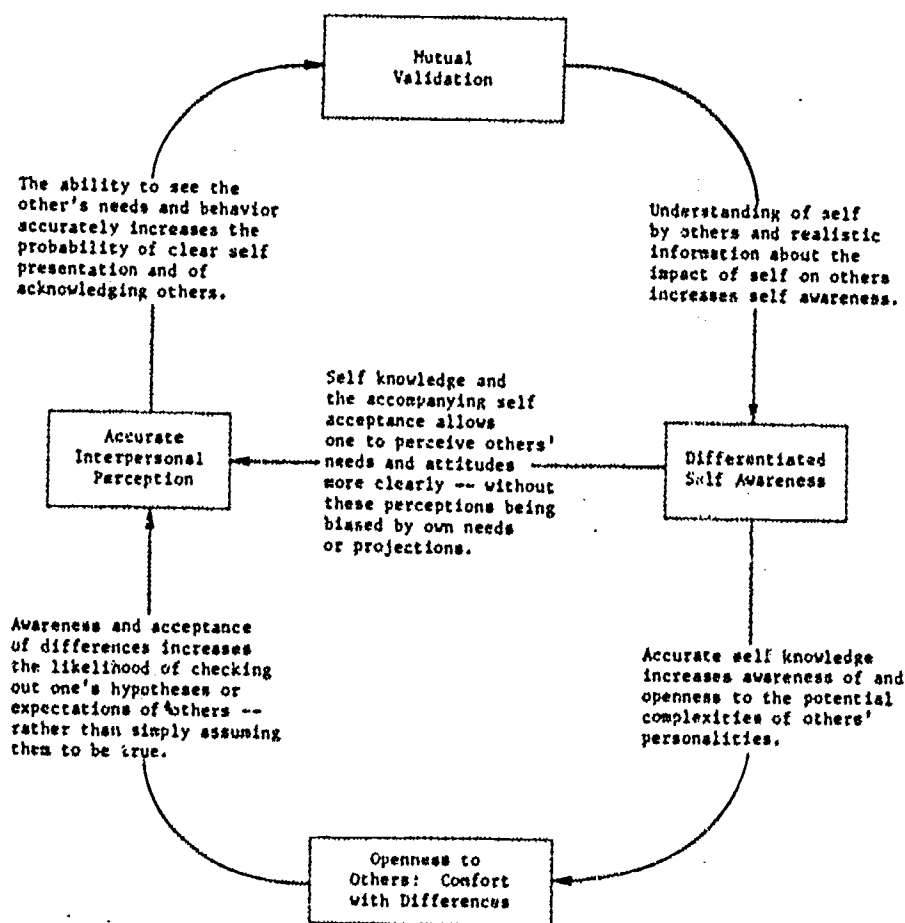 Mutual
Validation
The ability to see the
other's needs and behavior
accurately increases the
probability of clear self
presentation and of
acknowledging others.
Understanding of self
by others and realistic
information about the
impact of self on others
increases self awareness.
Self knowledge and
the accompanying self
acceptance allows
one to perceive others'
needs and attitudes
more clearly -- without
these perceptions being
biased by own needs
or projections.
Accurate
Interpersonal
Perception
Differentiated
Self Awareness
Awareness and acceptance
of differences increases
the likelihood of checking
out one's hypotheses or
expectations of others --
rather than simply assuming
them to be true.
Accurate self knowledge
increases awareness of and
openness to the potential
complexities of others'
personalities.
Openness to
Others: Comfort
with Differences